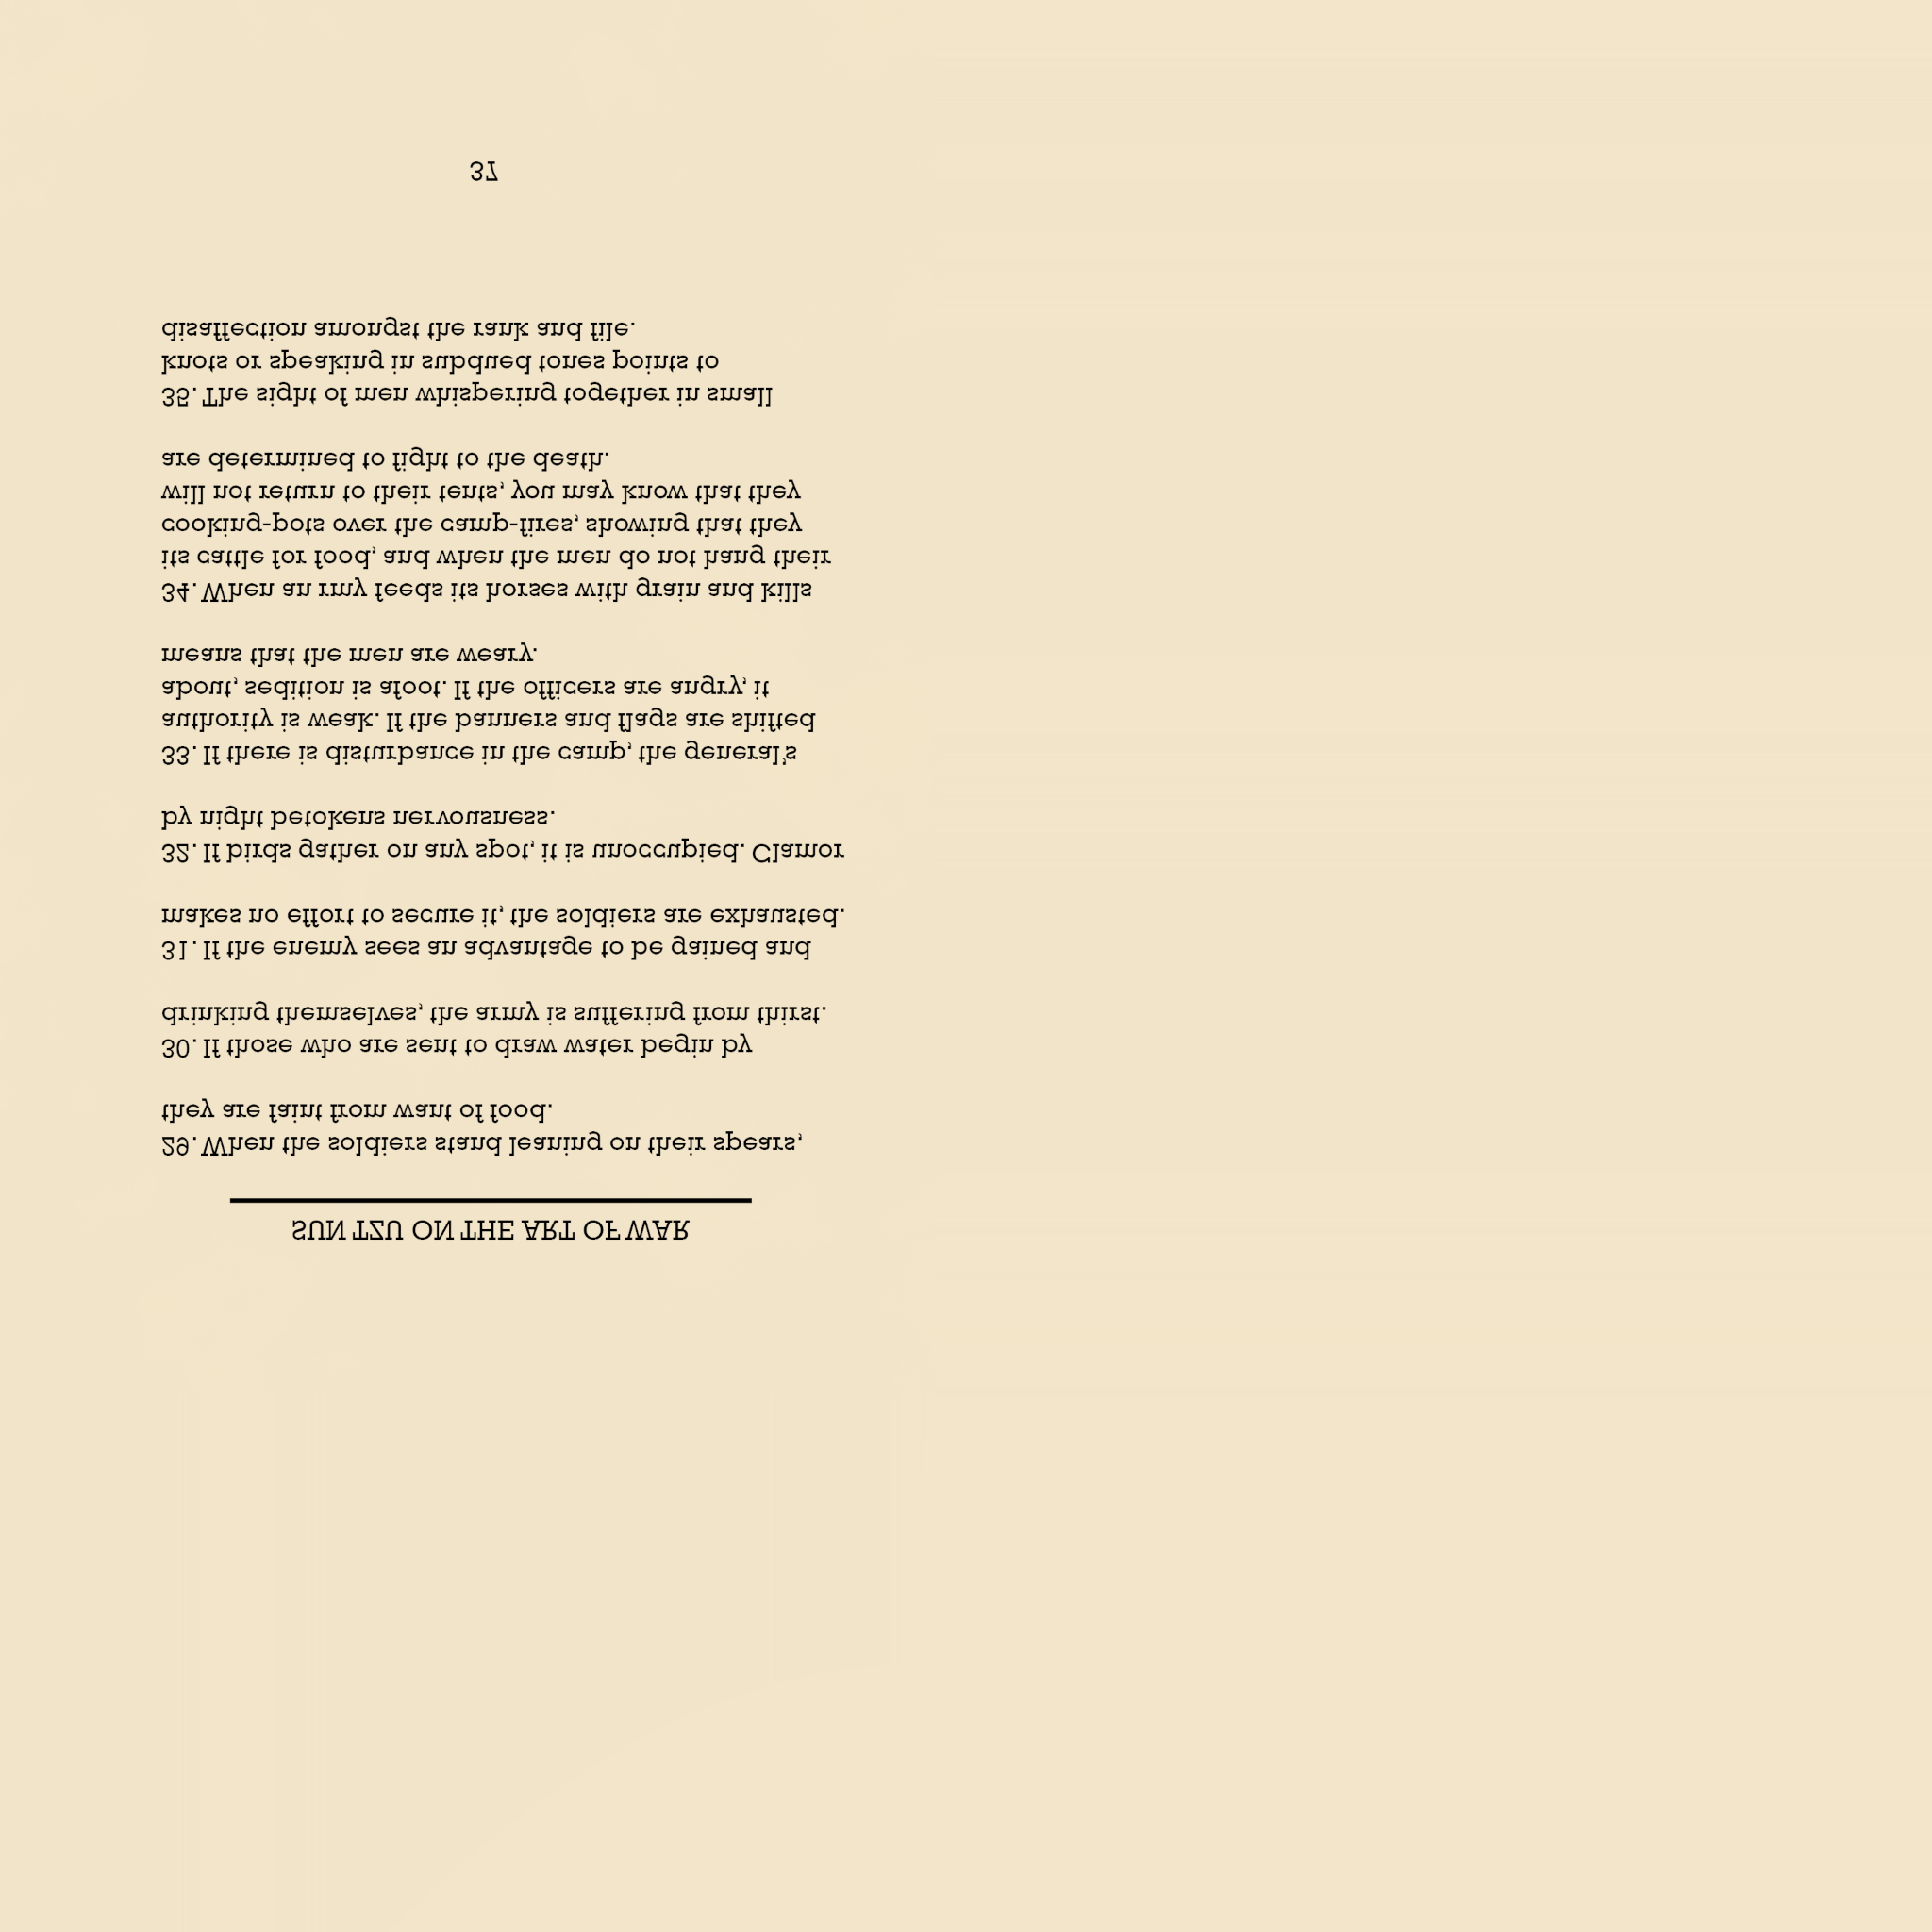 SUN TZU ON THE ART OF WAR
29. When the soldiers stand leaning on their spears,
they are faint from want of food.
30. If those who are sent to draw water begin by
drinking themselves, the army is suffering from thirst.
31. If the enemy sees an advantage to be gained and
makes no effort to secure it, the soldiers are exhausted.
32. If birds gather on any spot, it is unoccupied. Clamor
by night betokens nervousness.
33. If there is disturbance in the camp, the general's
authority is weak. If the banners and flags are shifted
about, sedition is afoot. If the officers are angry, it
means that the men are weary.
34. When an rmy feeds its horses with grain and kills
its cattle for food, and when the men do not hang their
cooking-pots over the camp-fires, showing that they
will not return to their tents, you may know that they
are determined to fight to the death.
35. The sight of men whispering together in small
knots or speaking in subdued tones points to
disaffection amongst the rank and file.
37